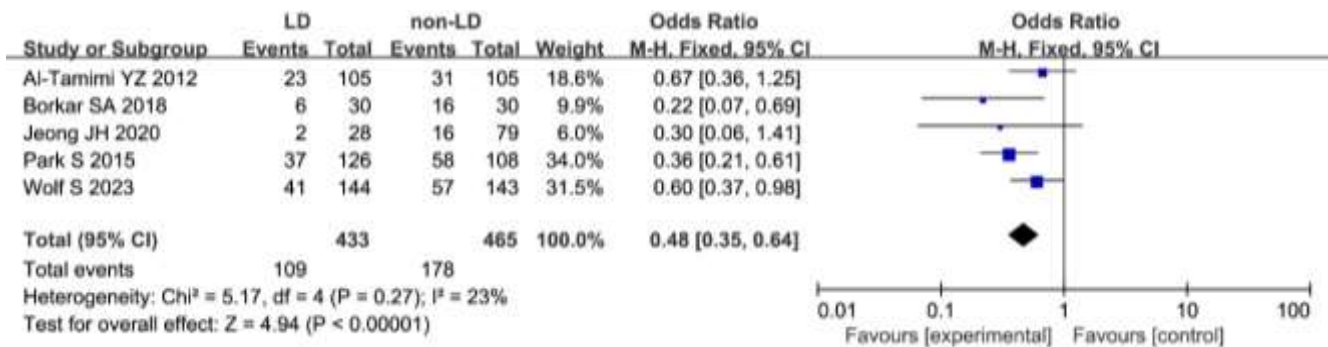 LD non-LD Odds Ratio Odds Ratio
Study or Subgroup Events Total Events Total Weight M-H, Fixed, 95% CI M-H, Fixed, 95% CI
Al-Tamimi YZ 2012 23 105 31 105 18.6% 0.67 [0.36, 1.25]
Borkar SA 2018 6 30 16 30 9.9% 0.22 [0.07, 0.69]
Jeong JH 2020 2 28 16 79 6.0% 0.30 [0.06, 1.41]
Park S 2015 37 126 58 108 34.0% 0.36 [0.21, 0.61]
Wolf S 2023 41 144 57 143 31.5% 0.60 [0.37, 0.98]
Total (95% CI) 433 465 100.0% 0.48 [0.35, 0.64]
Total events 109 178
Heterogeneity: Chi² = 5.17, df = 4 (P = 0.27); I² = 23%
Test for overall effect: Z = 4.94 (P < 0.00001)
0.01 0.1 1 10 100
Favours [experimental] Favours [control]